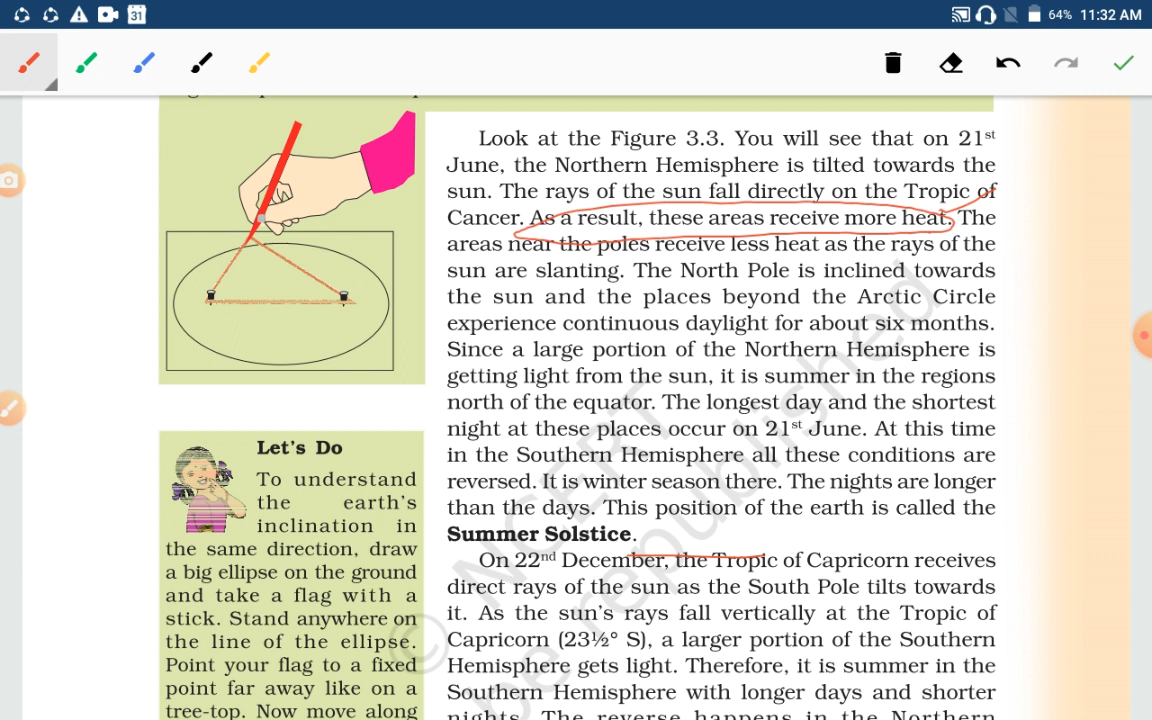 31
64% 11:32 AM
Look at the Figure 3.3. You will see that on 21st
June, the Northern Hemisphere is tilted towards the
sun. The rays of the sun fall directly on the Tropic of
Cancer. As a result, these areas receive more heat. The
areas near the poles receive less heat as the rays of the
sun are slanting. The North Pole is inclined towards
the sun and the places beyond the Arctic Circle
experience continuous daylight for about six months.
Since a large portion of the Northern Hemisphere is
getting light from the sun, it is summer in the regions
north of the equator. The longest day and the shortest
night at these places occur on 21st June. At this time
in the Southern Hemisphere all these conditions are
reversed. It is winter season there. The nights are longer
than the days. This position of the earth is called the
Summer Solstice.
On 22nd December, the Tropic of Capricorn receives
direct rays of the sun as the South Pole tilts towards
it. As the sun's rays fall vertically at the Tropic of
Capricorn (23½° S), a larger portion of the Southern
Hemisphere gets light. Therefore, it is summer in the
Southern Hemisphere with longer days and shorter
nights. The reverse happens in the Northern
Let's Do
To understand
the earth's
inclination in
the same direction, draw
a big ellipse on the ground
and take a flag with a
stick. Stand anywhere on
the line of the ellipse.
Point your flag to a fixed
point far away like on a
tree-top. Now move along
© NCERT
be republished